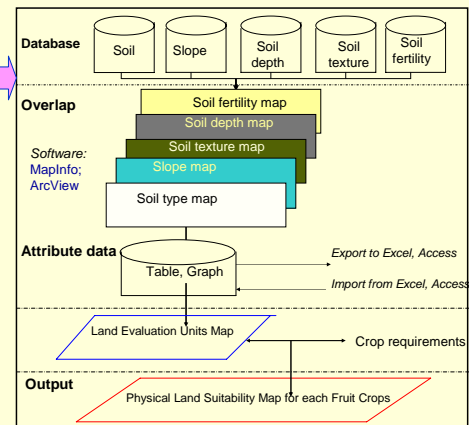 Database
Soil
Slope
Soil
depth
Soil
texture
Soil
fertility
Overlap
Soil fertility map
Soil depth map
Soil texture map
Slope map
Soil type map
Software:
MapInfo;
ArcView
Attribute data
Table, Graph
Export to Excel, Access
Import from Excel, Access
Land Evaluation Units Map
Crop requirements
Output
Physical Land Suitability Map for each Fruit Crops